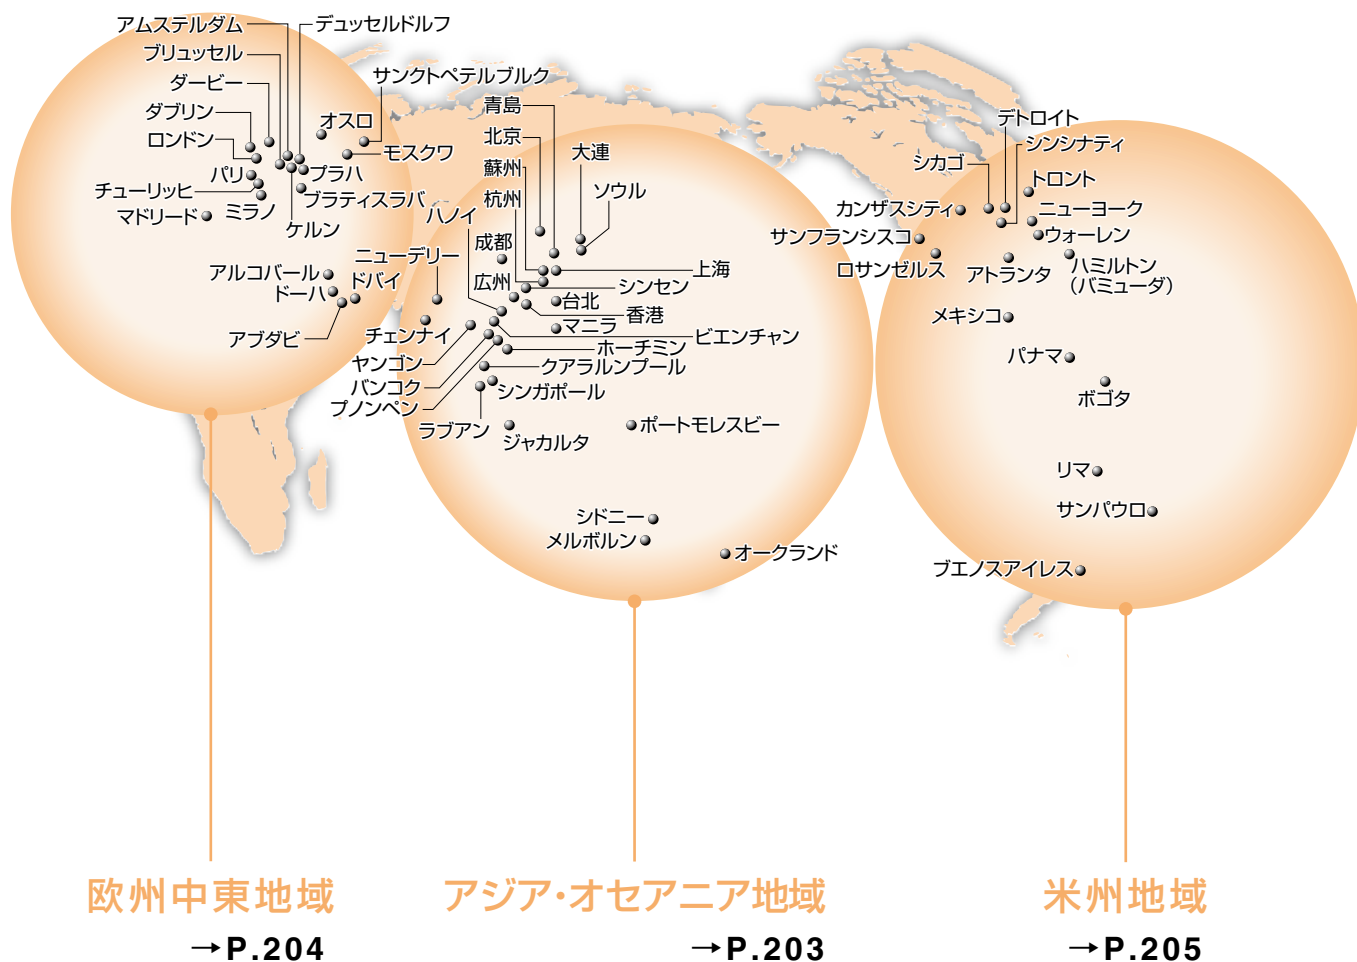 アムステルダム
デュッセルドルフ
ブリュッセル
ダービー
サンクトペテルブルク
ダブリン
オスロ
ロンドン
モスクワ
パリ
プラハ
チューリッヒ
ブラティスラバ
ミラノ
マドリード
ケルン
アルコバール
ドーハ
ドバイ
アブダビ
青島
北京
大連
蘇州
ソウル
杭州
ハノイ
成都
ニューデリー
上海
広州
シンセン
台北
香港
マニラ
チェンナイ
ビエンチャン
ホーチミン
ヤンゴン
クアラルンプール
バンコク
シンガポール
プノンペン
ラブアン
ジャカルタ
ポートモレスビー
シドニー
メルボルン
オークランド
デトロイト
シンシナティ
シカゴ
トロント
カンザスシティ
ニューヨーク
サンフランシスコ
ウォーレン
ロサンゼルス
アトランタ
ハミルトン
(バミューダ)
メキシコ
パナマ
ボゴタ
リマ
サンパウロ
ブエノスアイレス
欧州中東地域
→P.204
アジア・オセアニア地域
→P.203
米州地域
→P.205